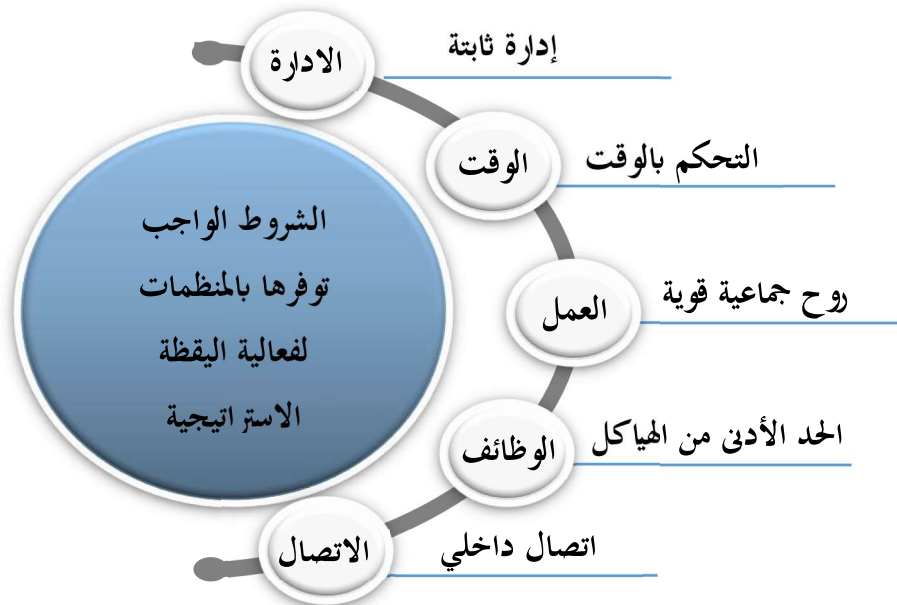 الادارة
إدارة ثابتة
الوقت
التحكم بالوقت
العمل
روح جماعية قوية
الوظائف
الحد الأدنى من الهياكل
الاتصال
اتصال داخلي
الشروط الواجب
توفرها بالمنظمات
لفعالية اليقظة
الاستراتيجية